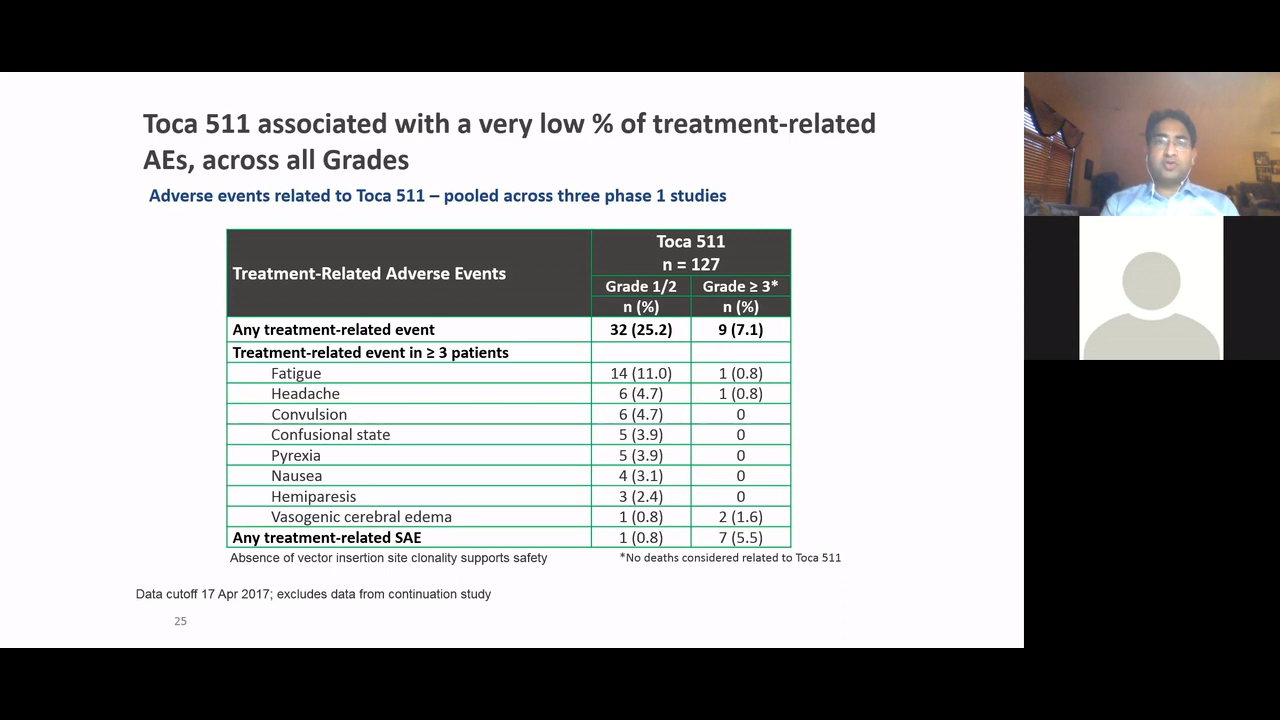 Toca 511 associated with a very low % of treatment-related
AEs, across all Grades
Adverse events related to Toca 511 – pooled across three phase 1 studies
Treatment-Related Adverse Events
Toca 511
n = 127
Grade 1/2 Grade ≥ 3*
n (%) n (%)
Any treatment-related event 32 (25.2) 9 (7.1)
Treatment-related event in ≥ 3 patients
Fatigue 14 (11.0) 1 (0.8)
Headache 6 (4.7) 1 (0.8)
Convulsion 6 (4.7) 0
Confusional state 5 (3.9) 0
Pyrexia 5 (3.9) 0
Nausea 4 (3.1) 0
Hemiparesis 3 (2.4) 0
Vasogenic cerebral edema 1 (0.8) 2 (1.6)
Any treatment-related SAE 1 (0.8) 7 (5.5)
Absence of vector insertion site clonality supports safety *No deaths considered related to Toca 511
Data cutoff 17 Apr 2017; excludes data from continuation study
25